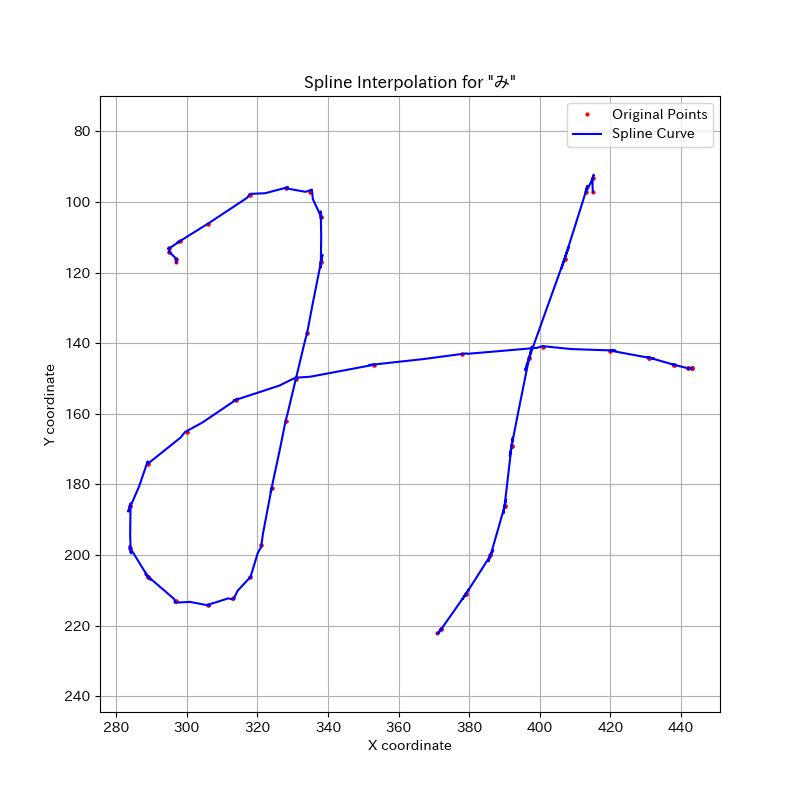 Spline Interpolation for "み"
Original Points
Spline Curve
Y coordinate
80
100
120
140
160
180
200
220
240
み
280 300 320 340 360 380 400 420 440
X coordinate